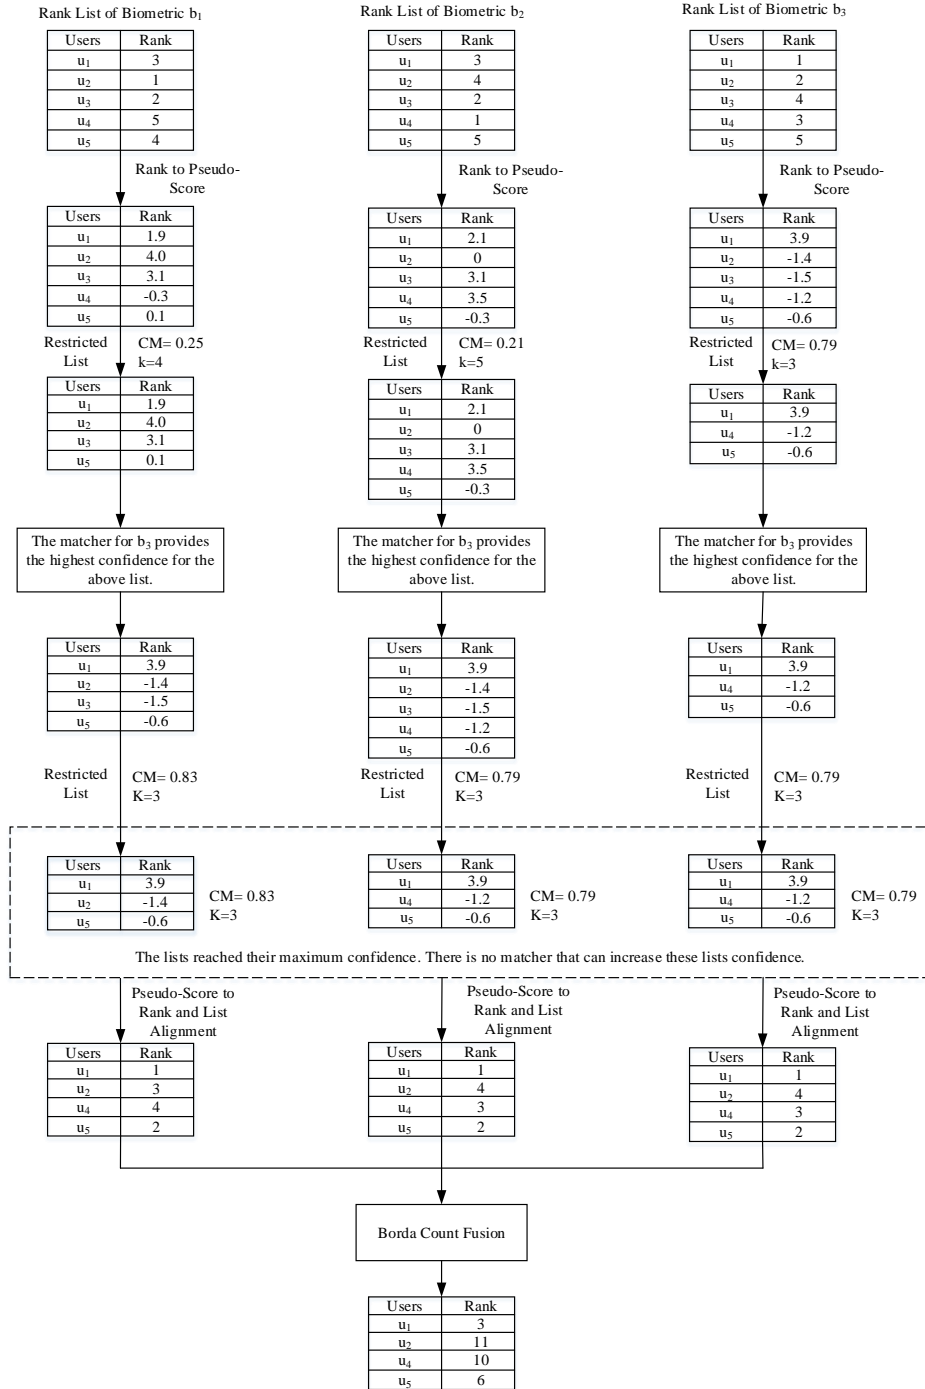 Rank List of Biometric b₁
Users Rank
u₁ 3
u₂ 1
u₃ 2
u₄ 5
u₅ 4
Rank List of Biometric b₂
Users Rank
u₁ 3
u₂ 4
u₃ 2
u₄ 1
u₅ 5
Rank List of Biometric b₃
Users Rank
u₁ 1
u₂ 2
u₃ 4
u₄ 3
u₅ 5
Rank to Pseudo-
Score
Rank to Pseudo-
Score
Rank to Pseudo-
Score
Users Rank
u₁ 1.9
u₂ 4.0
u₃ 3.1
u₄ -0.3
u₅ 0.1
Users Rank
u₁ 2.1
u₂ 0
u₃ 3.1
u₄ 3.5
u₅ -0.3
Users Rank
u₁ 3.9
u₂ -1.4
u₃ -1.5
u₄ -1.2
u₅ -0.6
Restricted
List
CM= 0.25
k=4
Restricted
List
CM= 0.21
k=5
Restricted
List
CM= 0.79
k=3
Users Rank
u₁ 1.9
u₂ 4.0
u₃ 3.1
u₅ 0.1
Users Rank
u₁ 2.1
u₂ 0
u₃ 3.1
u₄ 3.5
u₅ -0.3
Users Rank
u₁ 3.9
u₄ -1.2
u₅ -0.6
The matcher for b₃ provides
the highest confidence for the
above list.
The matcher for b₃ provides
the highest confidence for the
above list.
The matcher for b₃ provides
the highest confidence for the
above list.
Users Rank
u₁ 3.9
u₂ -1.4
u₃ -1.5
u₅ -0.6
Users Rank
u₁ 3.9
u₂ -1.4
u₃ -1.5
u₄ -1.2
u₅ -0.6
Users Rank
u₁ 3.9
u₄ -1.2
u₅ -0.6
Restricted
List
CM= 0.83
K=3
Restricted
List
CM= 0.79
K=3
Restricted
List
CM= 0.79
K=3
Users Rank
u₁ 3.9
u₂ -1.4
u₅ -0.6
CM= 0.83
K=3
Users Rank
u₁ 3.9
u₄ -1.2
u₅ -0.6
CM= 0.79
K=3
Users Rank
u₁ 3.9
u₄ -1.2
u₅ -0.6
CM= 0.79
K=3
The lists reached their maximum confidence. There is no matcher that can increase these lists confidence.
Pseudo-Score to
Rank and List
Alignment
Pseudo-Score to
Rank and List
Alignment
Pseudo-Score to
Rank and List
Alignment
Users Rank
u₁ 1
u₂ 3
u₄ 4
u₅ 2
Users Rank
u₁ 1
u₂ 4
u₄ 3
u₅ 2
Users Rank
u₁ 1
u₂ 4
u₄ 3
u₅ 2
Borda Count Fusion
Users Rank
u₁ 3
u₂ 11
u₄ 10
u₅ 6